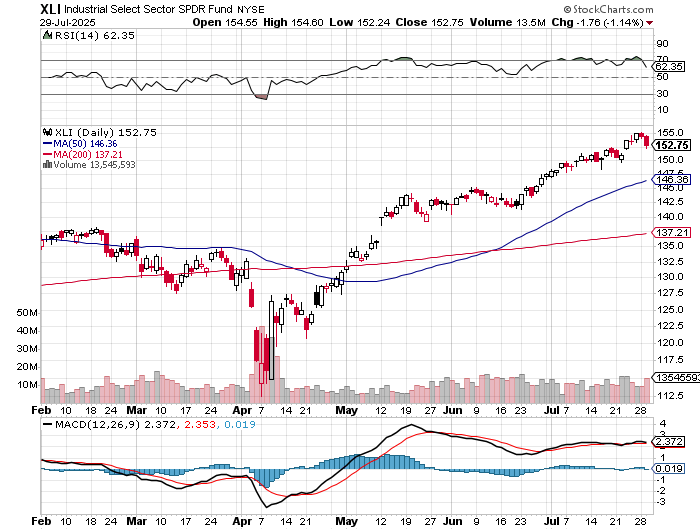 XLI Industrial Select Sector SPDR Fund NYSE © StockCharts.com
29-Jul-2025 Open 154.55 High 154.60 Low 152.24 Close 152.75 Volume 13.5M Chg -1.76 (-1.14%)
RSI(14) 62.35
90
70
62.35
50
30
10
XLI (Daily) 152.75
MA(50) 146.36
MA(200) 137.21
Volume 13,545,593
155.0
152.75
150.0
146.36
145.0
142.5
140.0
137.21
135.0
132.5
130.0
127.5
125.0
122.5
120.0
117.5
13545593
112.5
50M
40M
30M
20M
10M
Feb 10 18 24 Mar 10 17 24 Apr 7 14 21 May 12 19 27 Jun 9 16 23 Jul 7 14 21 28
MACD(12,26,9) 2.372, 2.353, 0.019
4
3
2.372
1
0.019
-1
-2
-3
Feb 10 18 24 Mar 10 17 24 Apr 7 14 21 May 12 19 27 Jun 9 16 23 Jul 7 14 21 28